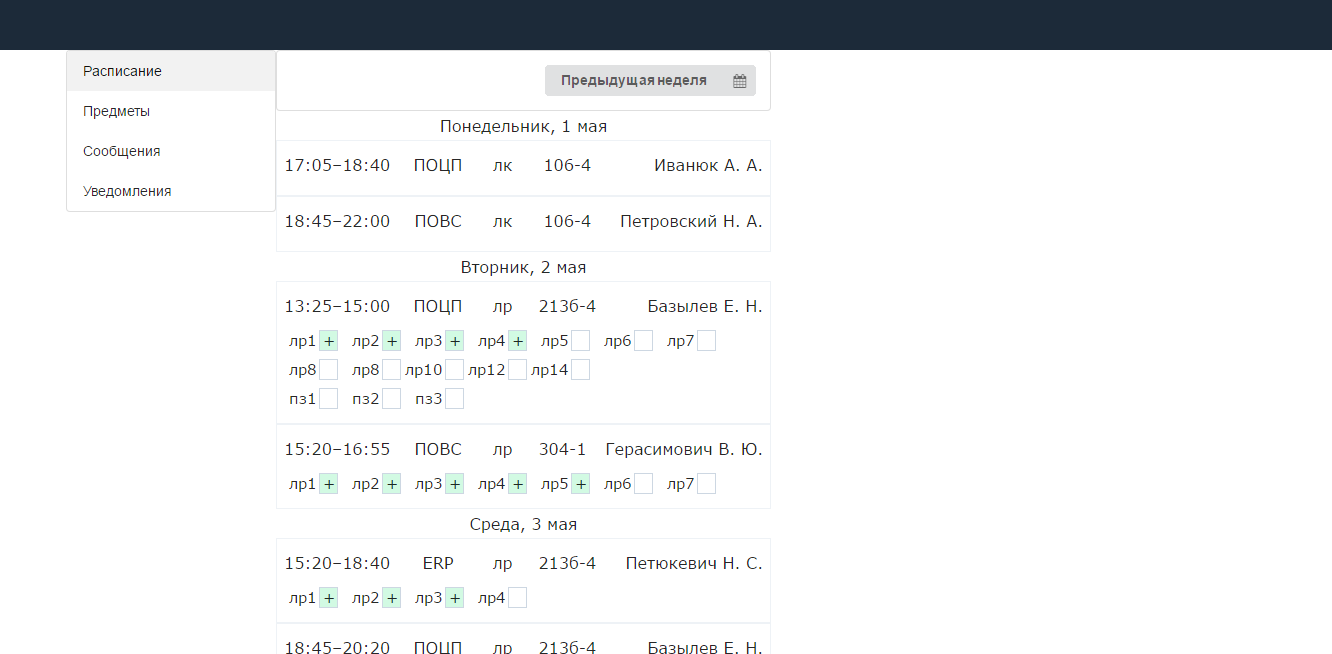 Расписание
Предметы
Сообщения
Уведомления
Предыдущая неделя
Понедельник, 1 мая
17:05–18:40 ПОЦП лк 106-4 Иванюк А. А.
18:45–22:00 ПОВС лк 106-4 Петровский Н. А.
Вторник, 2 мая
13:25–15:00 ПОЦП лр 213б-4 Базылев Е. Н.
лр1 + лр2 + лр3 + лр4 + лр5 лр6 лр7
лр8 лр8 лр10 лр12 лр14
пз1 пз2 пз3
15:20–16:55 ПОВС лр 304-1 Герасимович В. Ю.
лр1 + лр2 + лр3 + лр4 + лр5 + лр6 лр7
Среда, 3 мая
15:20–18:40 ERP лр 213б-4 Петюкевич Н. С.
лр1 + лр2 + лр3 + лр4
18:45–20:20 ПОЦП лр 213б-4 Базылев Е. Н.